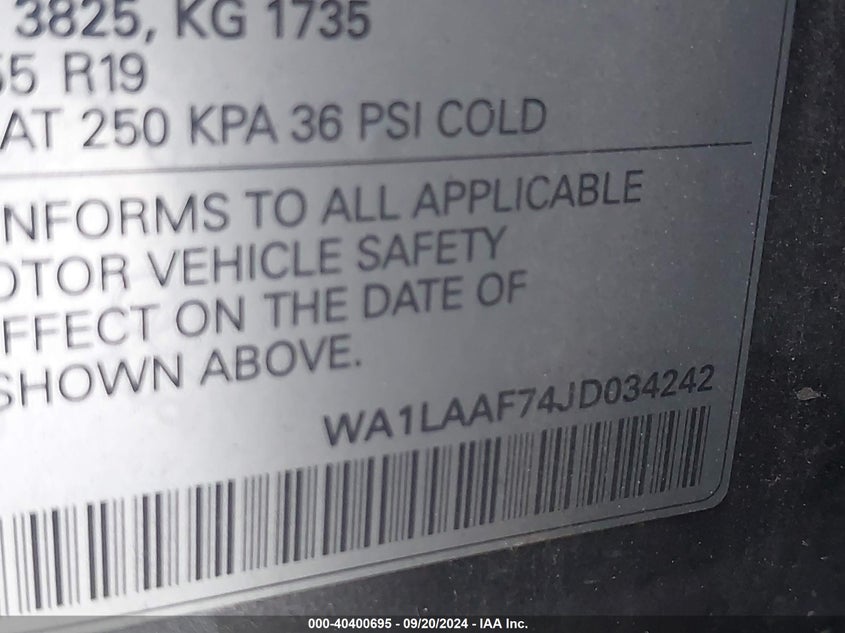 3825, KG 1735
55 R19
AT 250 KPA 36 PSI COLD
NFORMS TO ALL APPLICABLE
OTOR VEHICLE SAFETY
FFECT ON THE DATE OF
SHOWN ABOVE.
WA1LAAF74JD034242
000-40400695 - 09/20/2024 - IAA Inc.